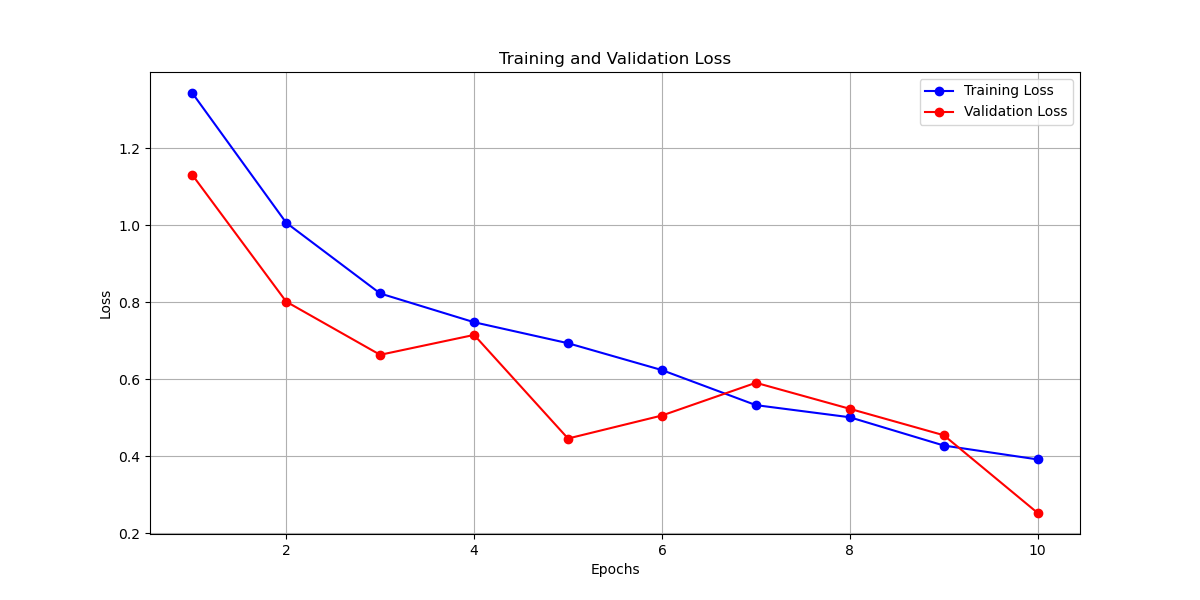 Training and Validation Loss
Training Loss
Validation Loss
1.2
1.0
0.8
0.6
0.4
0.2
Loss
2 4 6 8 10
Epochs